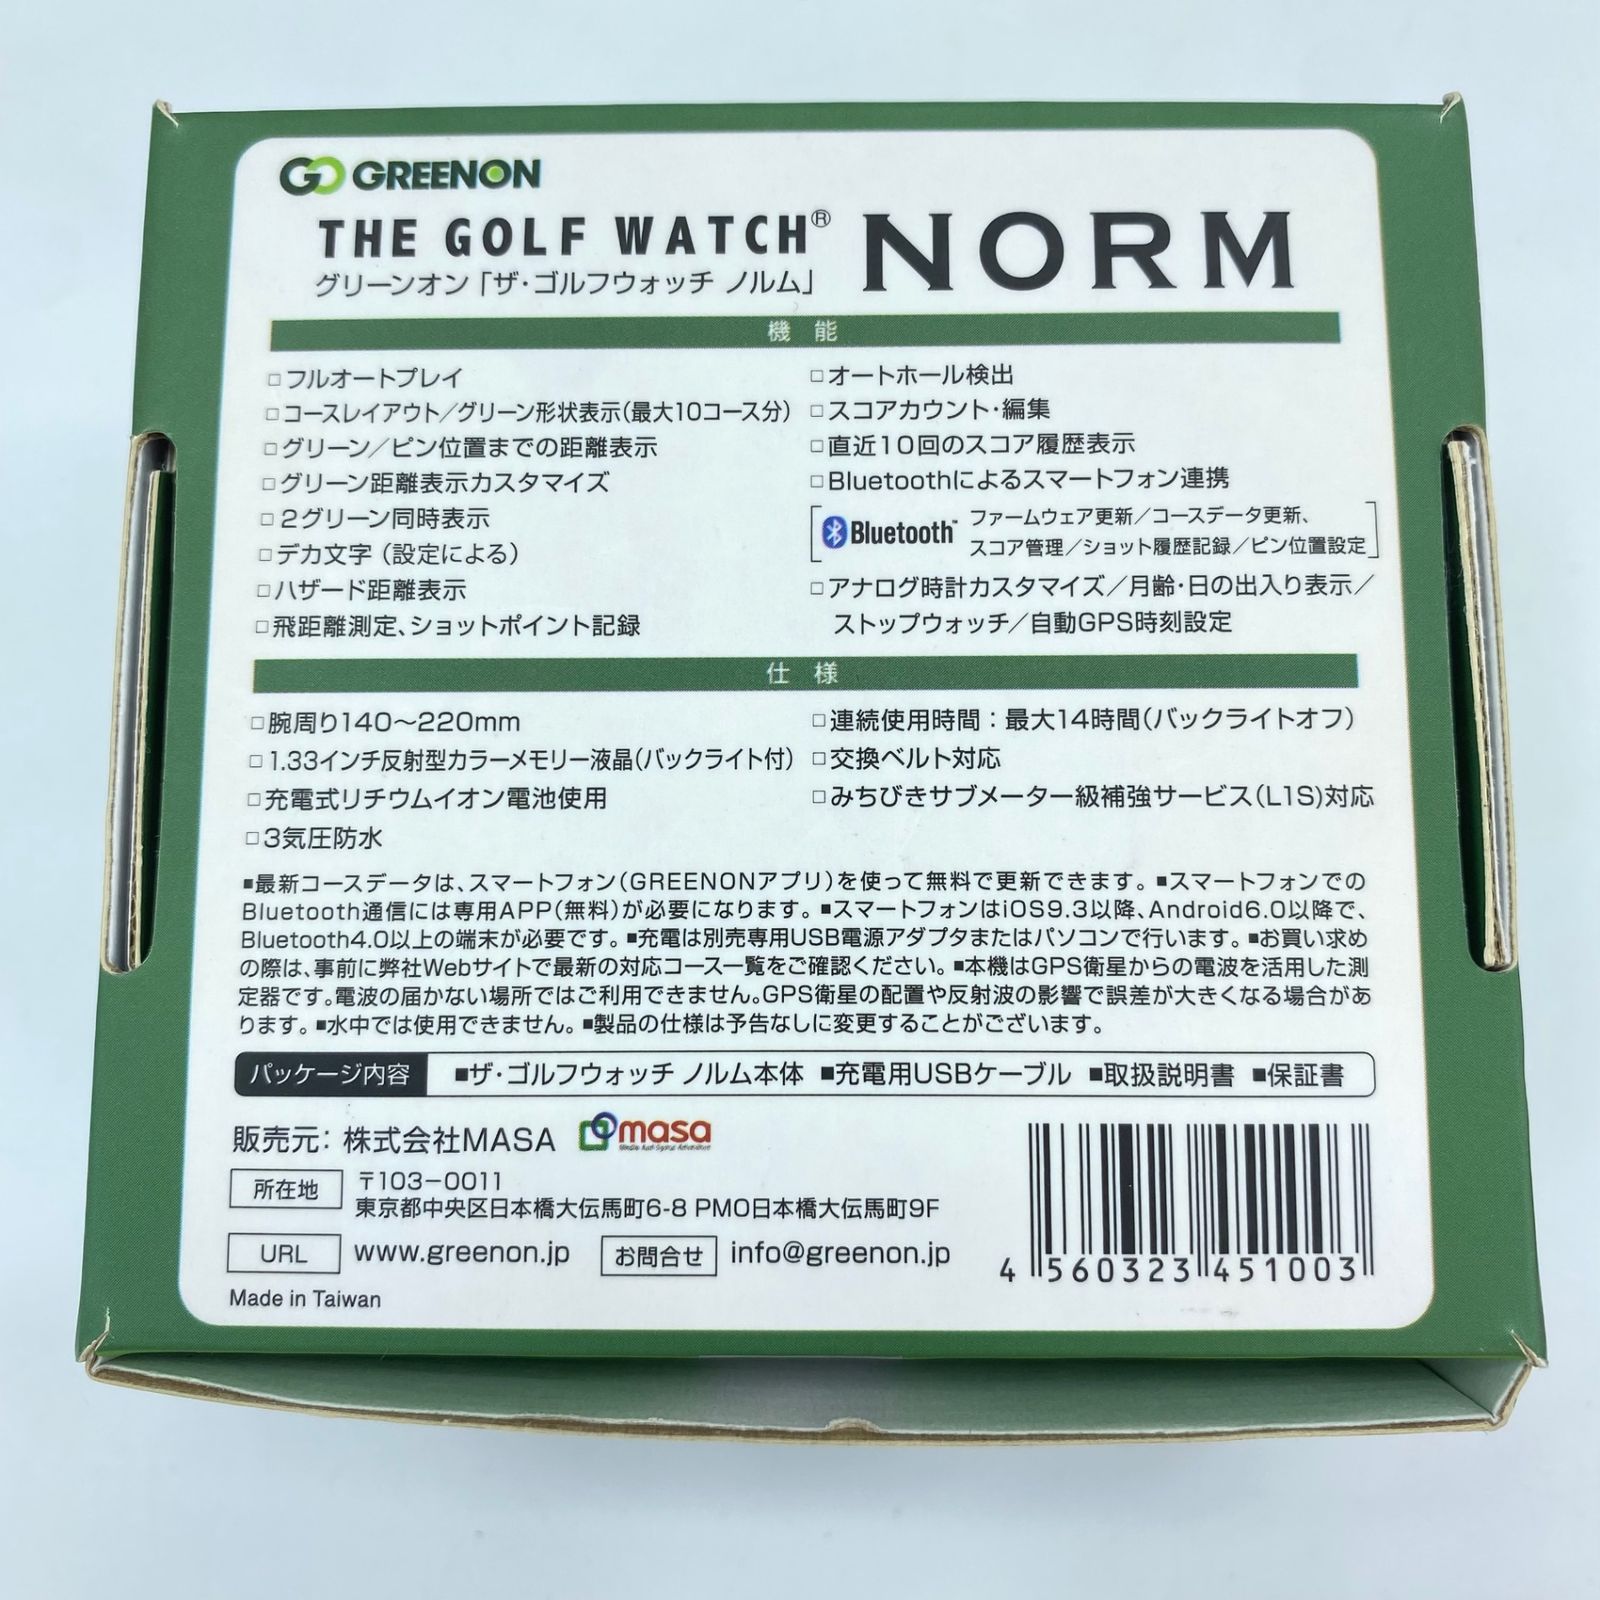 GREENON
THE GOLF WATCH® NORM
グリーンオン「ザ・ゴルフウォッチ ノルム」
機 能
□フルオートプレイ
□コースレイアウト/グリーン形状表示(最大10コース分)
□グリーン/ピン位置までの距離表示
□グリーン距離表示カスタマイズ
□2グリーン同時表示
□デカ文字(設定による)
□ハザード距離表示
□飛距離測定、ショットポイント記録
□オートホール検出
□スコアカウント・編集
□直近10回のスコア履歴表示
□Bluetoothによるスマートフォン連携
Bluetooth™ ファームウェア更新/コースデータ更新、
スコア管理/ショット履歴記録/ピン位置設定
□アナログ時計カスタマイズ/月齢・日の出入り表示/
ストップウォッチ/自動GPS時刻設定
仕 様
□腕周り140〜220mm
□1.33インチ反射型カラーメモリー液晶(バックライト付)
□充電式リチウムイオン電池使用
□3気圧防水
□連続使用時間:最大14時間(バックライトオフ)
□交換ベルト対応
□みちびきサブメーター級補強サービス(L1S)対応
■最新コースデータは、スマートフォン(GREENONアプリ)を使って無料で更新できます。■スマートフォンでの
Bluetooth通信には専用APP(無料)が必要になります。■スマートフォンはiOS9.3以降、Android6.0以降で、
Bluetooth4.0以上の端末が必要です。■充電は別売専用USB電源アダプタまたはパソコンで行います。■お買い求め
の際は、事前に弊社Webサイトで最新の対応コース一覧をご確認ください。■本機はGPS衛星からの電波を活用した測
定器です。電波の届かない場所ではご利用できません。GPS衛星の配置や反射波の影響で誤差が大きくなる場合があ
ります。■水中では使用できません。■製品の仕様は予告なしに変更することがございます。
パッケージ内容 ■ザ・ゴルフウォッチ ノルム本体 ■充電用USBケーブル ■取扱説明書 ■保証書
販売元: 株式会社MASA masa
所在地 〒103-0011
東京都中央区日本橋大伝馬町6-8 PMO日本橋大伝馬町9F
URL www.greenon.jp お問合せ info@greenon.jp
Made in Taiwan
4 560323 451003